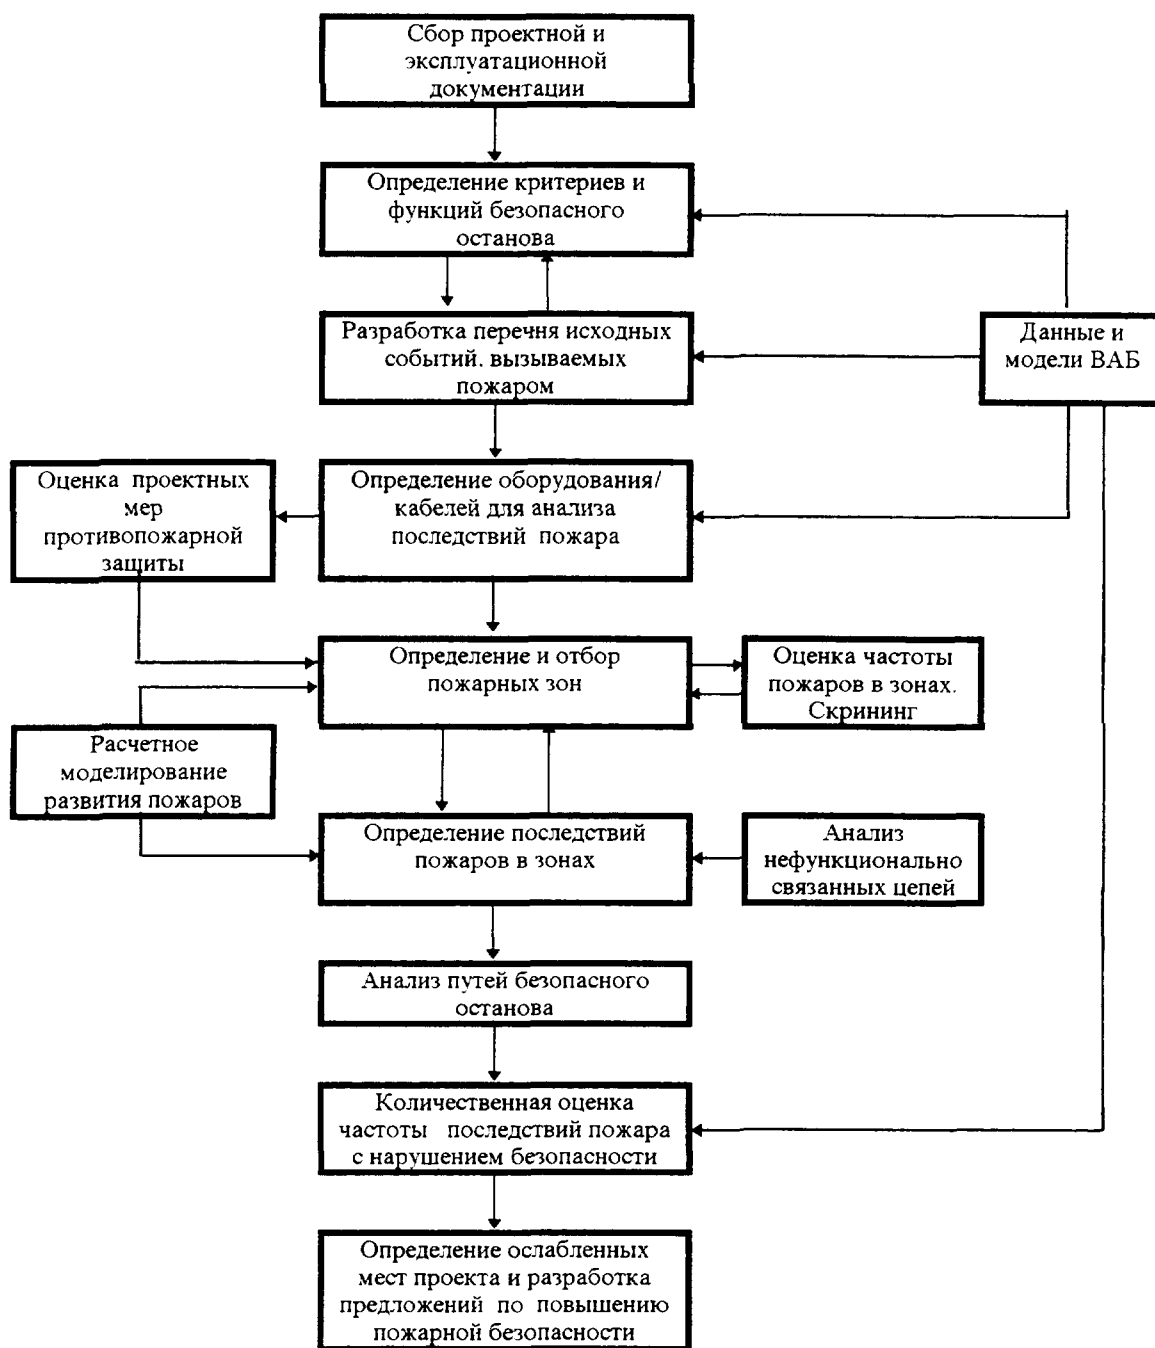 Сбор проектной и
эксплуатационной
документации
Определение критериев и
функций безопасного
останова
Разработка перечня исходных
событий. вызываемых
пожаром
Данные и
модели ВАБ
Оценка проектных
мер
противопожарной
защиты
Определение оборудования/
кабелей для анализа
последствий пожара
Определение и отбор
пожарных зон
Оценка частоты
пожаров в зонах.
Скрининг
Расчетное
моделирование
развития пожаров
Определение последствий
пожаров в зонах
Анализ
нефункционально
связанных цепей
Анализ путей безопасного
останова
Количественная оценка
частоты последствий пожара
с нарушением безопасности
Определение ослабленных
мест проекта и разработка
предложений по повышению
пожарной безопасности